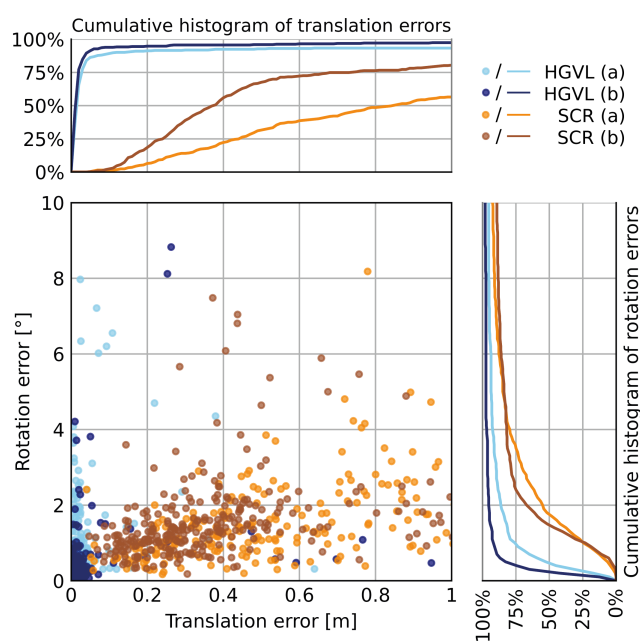 Cumulative histogram of translation errors
100%
75%
50%
25%
0%
/ HGVL (a)
/ HGVL (b)
/ SCR (a)
/ SCR (b)
Rotation error [°]
10
8
6
4
2
0
0 0.2 0.4 0.6 0.8 1
Translation error [m]
100% 75% 50% 25% 0%
Cumulative histogram of rotation errors